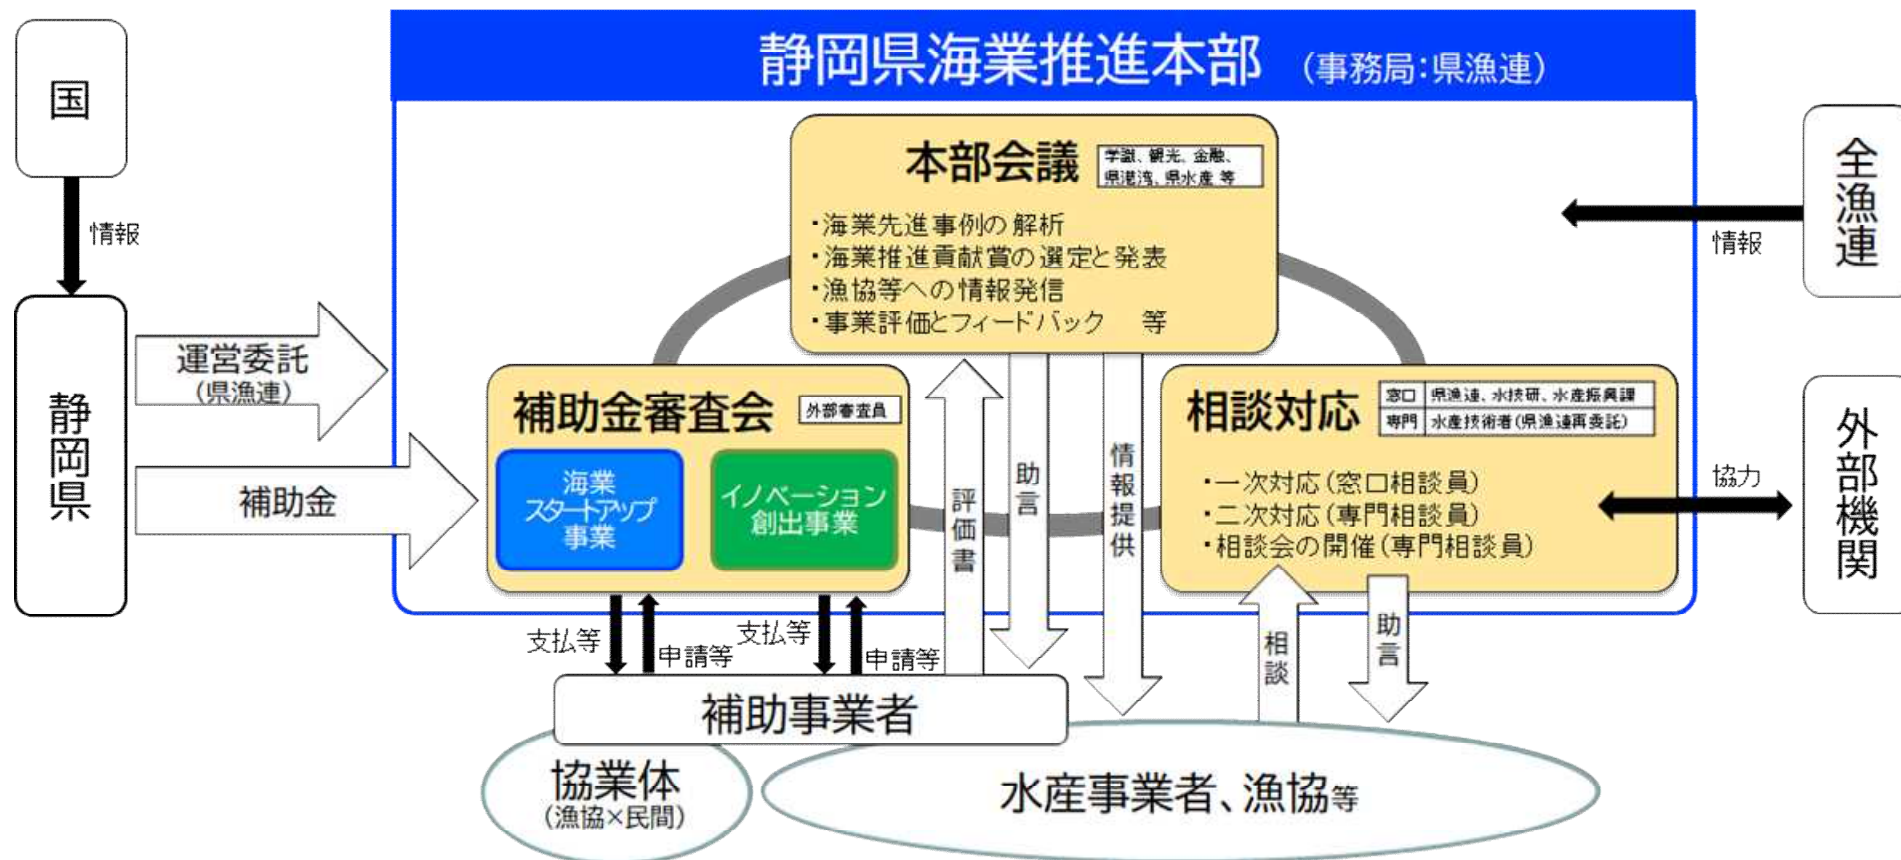 静岡県海業推進本部 （事務局：県漁連）
国
情報
静岡県
運営委託
（県漁連）
補助金
本部会議
学識、観光、金融、
県港湾、県水産 等
・海業先進事例の解析
・海業推進貢献賞の選定と発表
・漁協等への情報発信
・事業評価とフィードバック　等
全漁連
情報
補助金審査会
外部審査員
海業
スタートアップ
事業
イノベーション
創出事業
評価書
助言
情報提供
相談対応
窓口 県漁連、水技研、水産振興課
専門 水産技術者（県漁連再委託）
・一次対応（窓口相談員）
・二次対応（専門相談員）
・相談会の開催（専門相談員）
協力
外部機関
支払等
申請等
支払等
申請等
相談
助言
補助事業者
協業体
（漁協×民間）
水産事業者、漁協等